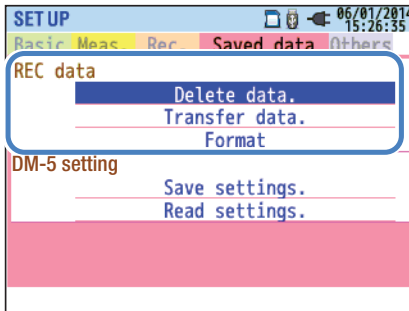 SET UP 06/01/2014
15:26:35
Basic Meas. Rec. Saved data Others
REC data
Delete data.
Transfer data.
Format
DM-5 setting
Save settings.
Read settings.